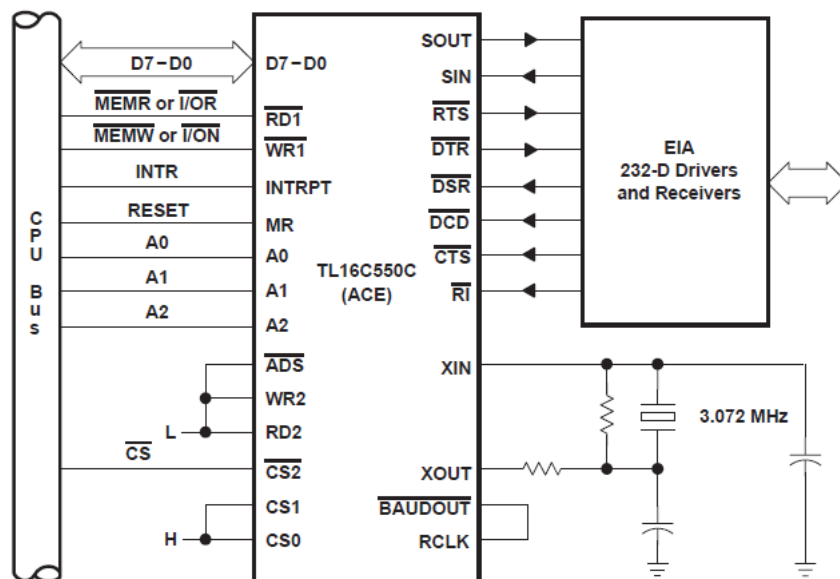 CPU Bus
D7−D0
MEMR or I/OR
MEMW or I/ON
INTR
RESET
A0
A1
A2
L
CS
H
D7−D0
RD1
WR1
INTRPT
MR
A0
A1
A2
ADS
WR2
RD2
CS2
CS1
CS0
TL16C550C
(ACE)
SOUT
SIN
RTS
DTR
DSR
DCD
CTS
RI
XIN
XOUT
BAUDOUT
RCLK
EIA
232-D Drivers
and Receivers
3.072 MHz